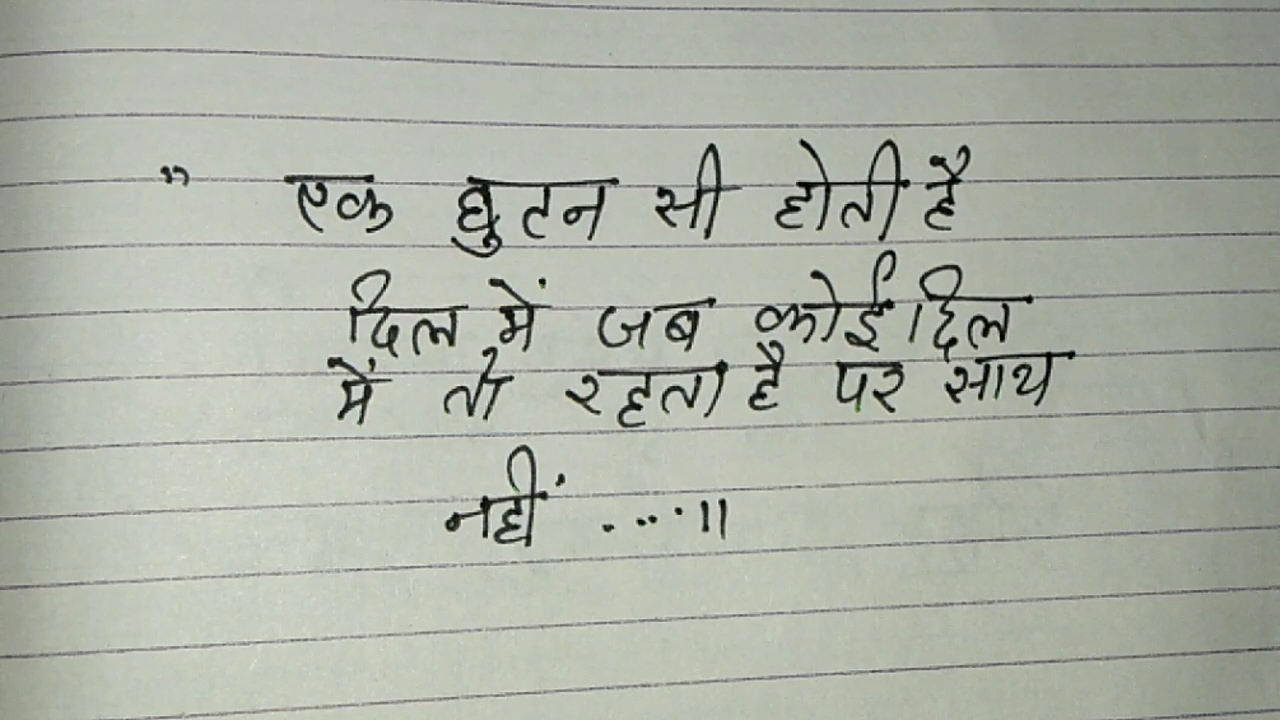 " एक घुटन सी होती है
दिल में जब कोई दिल
में तो रहता है पर साथ
नहीं .....॥